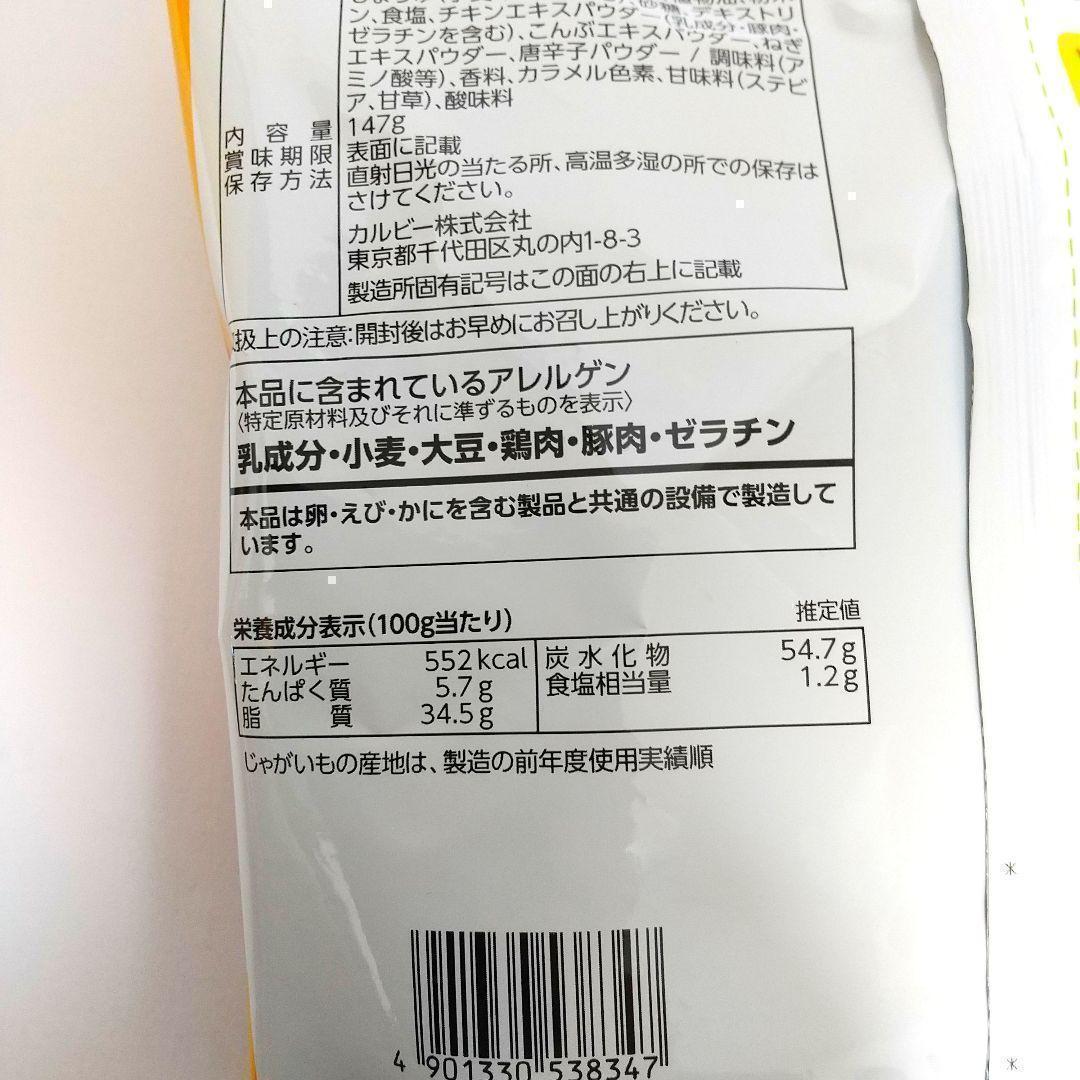 砂糖、デキストリ
ン、食塩、チキンエキスパウダー(乳成分・豚肉・
ゼラチンを含む)、こんぶエキスパウダー、ねぎ
エキスパウダー、唐辛子パウダー / 調味料(ア
ミノ酸等)、香料、カラメル色素、甘味料(ステビ
ア、甘草)、酸味料
内容量 147g
賞味期限 表面に記載
保存方法 直射日光の当たる所、高温多湿の所での保存は
さけてください。
カルビー株式会社
東京都千代田区丸の内1-8-3
製造所固有記号はこの面の右上に記載
扱上の注意:開封後はお早めにお召し上がりください。
本品に含まれているアレルゲン
〈特定原材料及びそれに準ずるものを表示〉
乳成分・小麦・大豆・鶏肉・豚肉・ゼラチン
本品は卵・えび・かにを含む製品と共通の設備で製造して
います。
栄養成分表示(100g当たり) 推定値
エネルギー 552kcal 炭水化物 54.7g
たんぱく質 5.7g 食塩相当量 1.2g
脂質 34.5g
じゃがいもの産地は、製造の前年度使用実績順
4 901330 538347